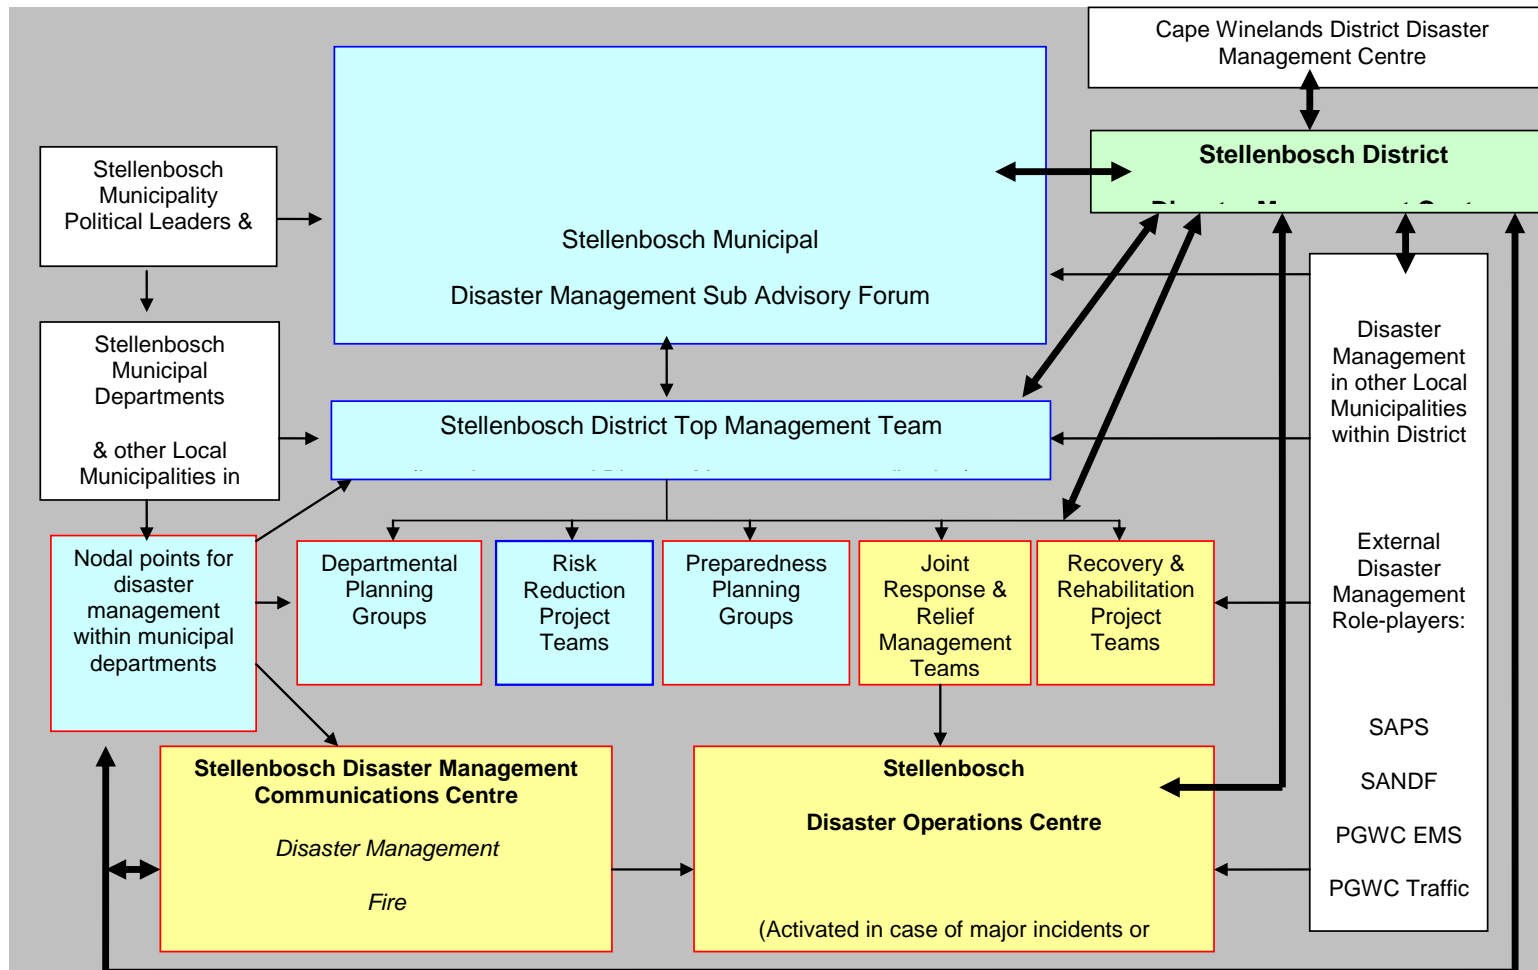 Cape Winelands District Disaster
Management Centre
Stellenbosch District
Stellenbosch
Municipality
Political Leaders &
Stellenbosch Municipal
Disaster Management Sub Advisory Forum
Stellenbosch
Municipal
Departments
& other Local
Municipalities in
Stellenbosch District Top Management Team
Disaster
Management
in other Local
Municipalities
within District
External
Disaster
Management
Role-players:
SAPS
SANDF
PGWC EMS
PGWC Traffic
Nodal points for
disaster
management
within municipal
departments
Departmental
Planning
Groups
Risk
Reduction
Project
Teams
Preparedness
Planning
Groups
Joint
Response &
Relief
Management
Teams
Recovery &
Rehabilitation
Project
Teams
Stellenbosch Disaster Management
Communications Centre
Disaster Management
Fire
Stellenbosch
Disaster Operations Centre
(Activated in case of major incidents or